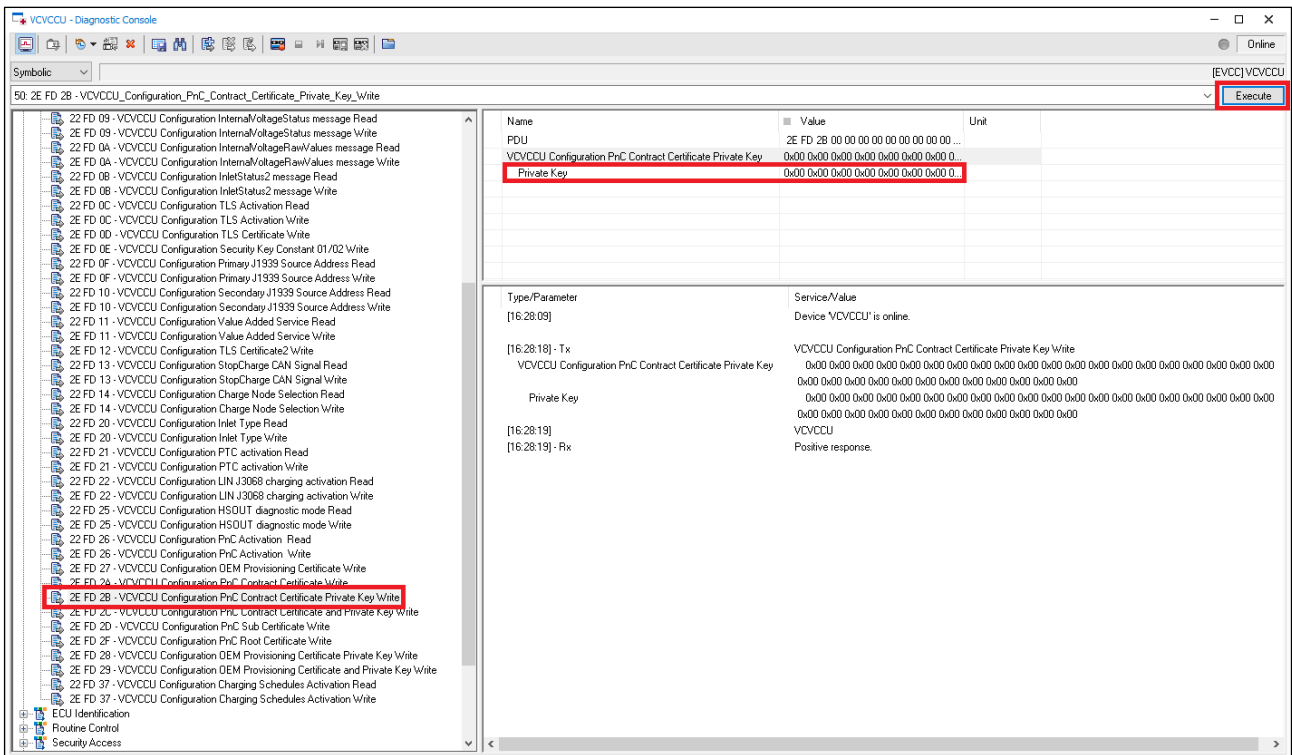 VCVCCU - Diagnostic Console
Online
Symbolic
[EVCC] VCVCCU
50: 2E FD 2B - VCVCCU_Configuration_PnC_Contract_Certificate_Private_Key_Write
Execute
22 FD 09 - VCVCCU Configuration InternalVoltageStatus message Read
2E FD 09 - VCVCCU Configuration InternalVoltageStatus message Write
22 FD 0A - VCVCCU Configuration InternalVoltageRawValues message Read
2E FD 0A - VCVCCU Configuration InternalVoltageRawValues message Write
22 FD 0B - VCVCCU Configuration InletStatus2 message Read
2E FD 0B - VCVCCU Configuration InletStatus2 message Write
22 FD 0C - VCVCCU Configuration TLS Activation Read
2E FD 0C - VCVCCU Configuration TLS Activation Write
2E FD 0D - VCVCCU Configuration TLS Certificate Write
2E FD 0E - VCVCCU Configuration Security Key Constant 01/02 Write
22 FD 0F - VCVCCU Configuration Primary J1939 Source Address Read
2E FD 0F - VCVCCU Configuration Primary J1939 Source Address Write
22 FD 10 - VCVCCU Configuration Secondary J1939 Source Address Read
2E FD 10 - VCVCCU Configuration Secondary J1939 Source Address Write
22 FD 11 - VCVCCU Configuration Value Added Service Read
2E FD 11 - VCVCCU Configuration Value Added Service Write
2E FD 12 - VCVCCU Configuration TLS Certificate2 Write
22 FD 13 - VCVCCU Configuration StopCharge CAN Signal Read
2E FD 13 - VCVCCU Configuration StopCharge CAN Signal Write
22 FD 14 - VCVCCU Configuration Charge Node Selection Read
2E FD 14 - VCVCCU Configuration Charge Node Selection Write
22 FD 20 - VCVCCU Configuration Inlet Type Read
2E FD 20 - VCVCCU Configuration Inlet Type Write
22 FD 21 - VCVCCU Configuration PTC activation Read
2E FD 21 - VCVCCU Configuration PTC activation Write
22 FD 22 - VCVCCU Configuration LIN J3068 charging activation Read
2E FD 22 - VCVCCU Configuration LIN J3068 charging activation Write
22 FD 25 - VCVCCU Configuration HSOUT diagnostic mode Read
2E FD 25 - VCVCCU Configuration HSOUT diagnostic mode Write
22 FD 26 - VCVCCU Configuration PnC Activation Read
2E FD 26 - VCVCCU Configuration PnC Activation Write
2E FD 27 - VCVCCU Configuration OEM Provisioning Certificate Write
2E FD 2A - VCVCCU Configuration PnC Contract Certificate Write
2E FD 2B - VCVCCU Configuration PnC Contract Certificate Private Key Write
2E FD 2C - VCVCCU Configuration PnC Contract Certificate and Private Key Write
2E FD 2D - VCVCCU Configuration PnC Sub Certificate Write
2E FD 2F - VCVCCU Configuration PnC Root Certificate Write
2E FD 28 - VCVCCU Configuration OEM Provisioning Certificate Private Key Write
2E FD 29 - VCVCCU Configuration OEM Provisioning Certificate and Private Key Write
22 FD 37 - VCVCCU Configuration Charging Schedules Activation Read
2E FD 37 - VCVCCU Configuration Charging Schedules Activation Write
ECU Identification
Routine Control
Security Access
Name Value Unit
PDU 2E FD 2B 00 00 00 00 00 00 00 00 00 ...
VCVCCU Configuration PnC Contract Certificate Private Key 0x00 0x00 0x00 0x00 0x00 0x00 0x00 0...
Private Key 0x00 0x00 0x00 0x00 0x00 0x00 0x00 0...
Type/Parameter Service/Value
[16:28:09] Device 'VCVCCU' is online.
[16:28:18] - Tx VCVCCU Configuration PnC Contract Certificate Private Key Write
VCVCCU Configuration PnC Contract Certificate Private Key 0x00 0x00 0x00 0x00 0x00 0x00 0x00 0x00 0x00 0x00 0x00 0x00 0x00 0x00 0x00 0x00 0x00 0x00 0x00 0x00
0x00 0x00 0x00 0x00 0x00 0x00 0x00 0x00 0x00 0x00 0x00 0x00
Private Key 0x00 0x00 0x00 0x00 0x00 0x00 0x00 0x00 0x00 0x00 0x00 0x00 0x00 0x00 0x00 0x00 0x00 0x00 0x00 0x00
0x00 0x00 0x00 0x00 0x00 0x00 0x00 0x00 0x00 0x00 0x00 0x00
[16:28:19] VCVCCU
[16:28:19] - Rx Positive response.